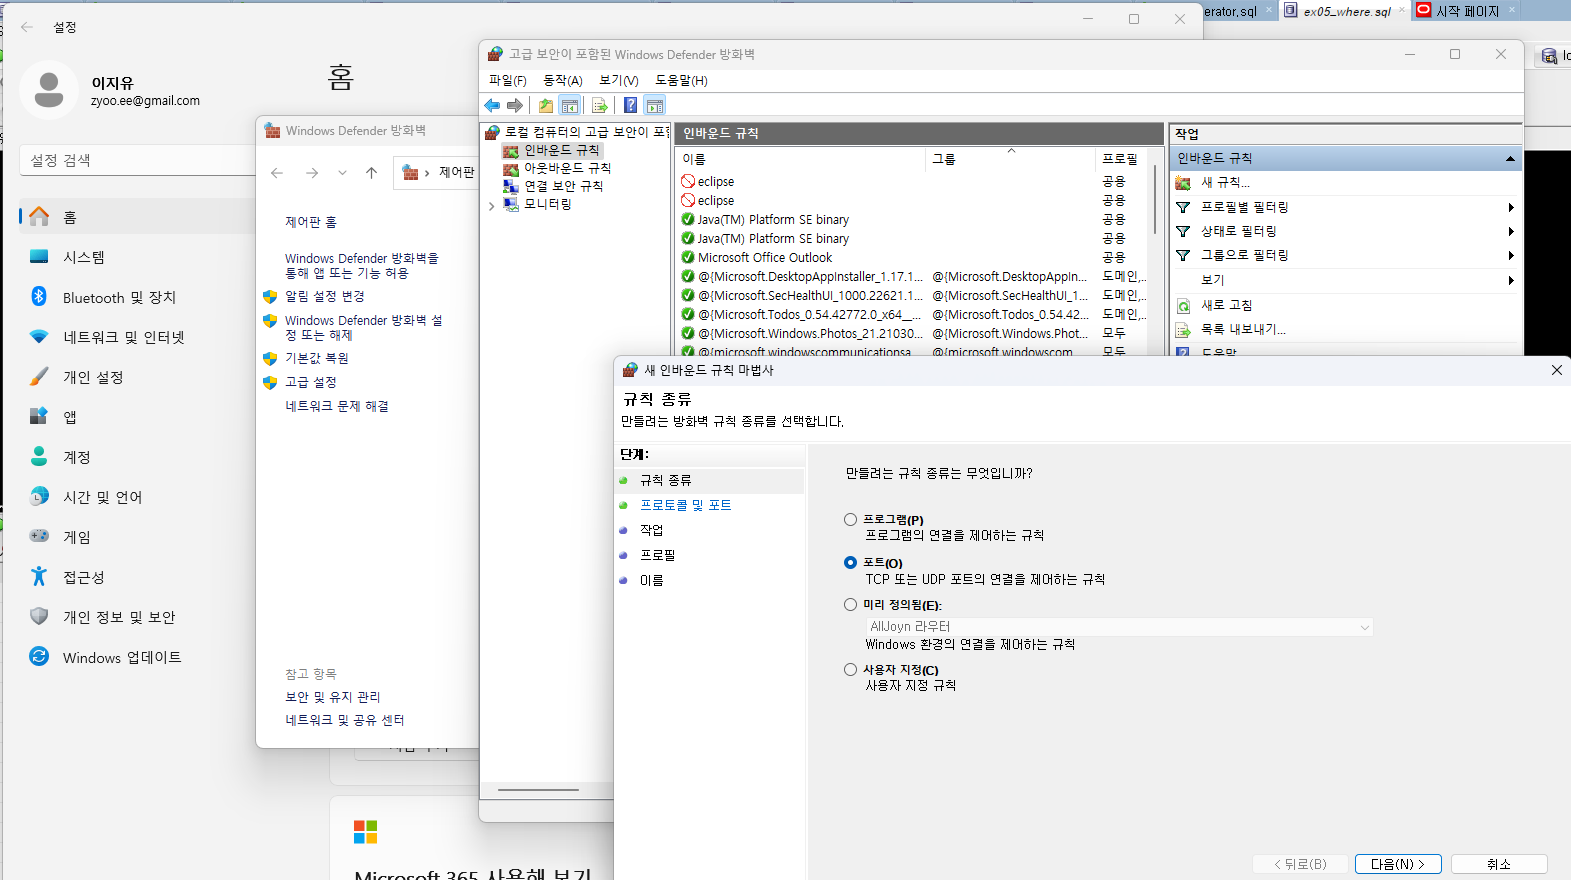 설정
이지유
zyoo.ee@gmail.com
설정 검색
홈
시스템
Bluetooth 및 장치
네트워크 및 인터넷
개인 설정
앱
계정
시간 및 언어
게임
접근성
개인 정보 및 보안
Windows 업데이트
홈
Microsoft 365 사용해 보기
erator,sql
ex05_where.sql
시작 페이지
Windows Defender 방화벽
제어판
제어판 홈
Windows Defender 방화벽을
통해 앱 또는 기능 허용
알림 설정 변경
Windows Defender 방화벽 설
정 또는 해제
기본값 복원
고급 설정
네트워크 문제 해결
참고 항목
보안 및 유지 관리
네트워크 및 공유 센터
고급 보안이 포함된 Windows Defender 방화벽
파일(F) 동작(A) 보기(V) 도움말(H)
로컬 컴퓨터의 고급 보안이 포함
인바운드 규칙
아웃바운드 규칙
연결 보안 규칙
모니터링
인바운드 규칙
이름 그룹 프로필
eclipse 공용
eclipse 공용
Java(TM) Platform SE binary 공용
Java(TM) Platform SE binary 공용
Microsoft Office Outlook 공용
@{Microsoft.DesktopAppInstaller_1.17.1... @{Microsoft.DesktopAppIn... 도메인,...
@{Microsoft.SecHealthUI_1000.22621.1... @{Microsoft.SecHealthUI_1... 도메인,...
@{Microsoft.Todos_0.54.42772.0_x64__... @{Microsoft.Todos_0.54.42... 도메인,...
@{Microsoft.Windows.Photos_21.21030... @{Microsoft.Windows.Phot... 모두
@{microsoft.windowscommunicationsa... @{microsoft.windowscom... 모두
작업
인바운드 규칙
새 규칙...
프로필별 필터링
상태로 필터링
그룹으로 필터링
보기
새로 고침
목록 내보내기...
도움말
새 인바운드 규칙 마법사
규칙 종류
만들려는 방화벽 규칙 종류를 선택합니다.
단계:
규칙 종류
프로토콜 및 포트
작업
프로필
이름
만들려는 규칙 종류는 무엇입니까?
프로그램(P)
프로그램의 연결을 제어하는 규칙
포트(O)
TCP 또는 UDP 포트의 연결을 제어하는 규칙
미리 정의됨(E):
AllJoyn 라우터
Windows 환경의 연결을 제어하는 규칙
사용자 지정(C)
사용자 지정 규칙
< 뒤로(B) 다음(N) > 취소